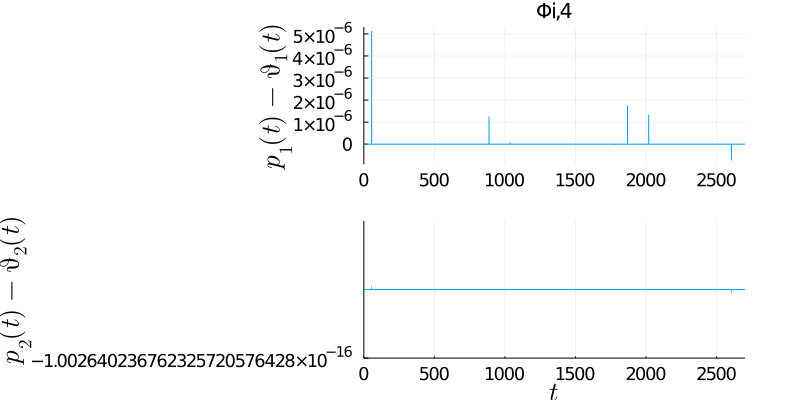 Φi,4
p₁(t) − ϑ₁(t)
5×10⁻⁶
4×10⁻⁶
3×10⁻⁶
2×10⁻⁶
1×10⁻⁶
0
0 500 1000 1500 2000 2500
p₂(t) − ϑ₂(t)
−1.0026402367623257205764​28×10⁻¹⁶
0 500 1000 1500 2000 2500
t